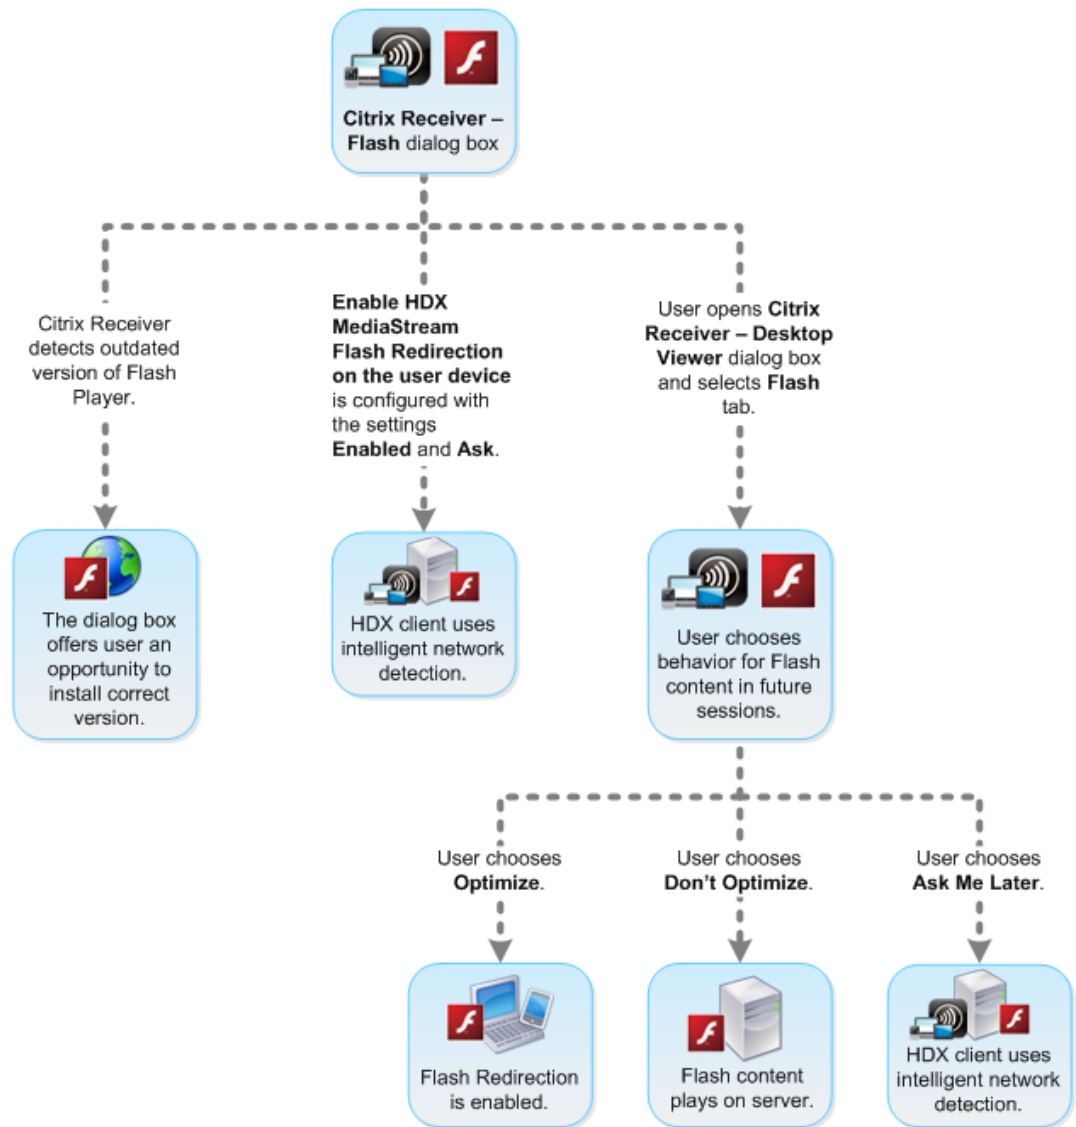 Citrix Receiver –
Flash dialog box
Citrix Receiver
detects outdated
version of Flash
Player.
Enable HDX
MediaStream
Flash Redirection
on the user device
is configured with
the settings
Enabled and Ask.
User opens Citrix
Receiver – Desktop
Viewer dialog box
and selects Flash
tab.
The dialog box
offers user an
opportunity to
install correct
version.
HDX client uses
intelligent network
detection.
User chooses
behavior for Flash
content in future
sessions.
User chooses
Optimize.
User chooses
Don't Optimize.
User chooses
Ask Me Later.
Flash Redirection
is enabled.
Flash content
plays on server.
HDX client uses
intelligent network
detection.